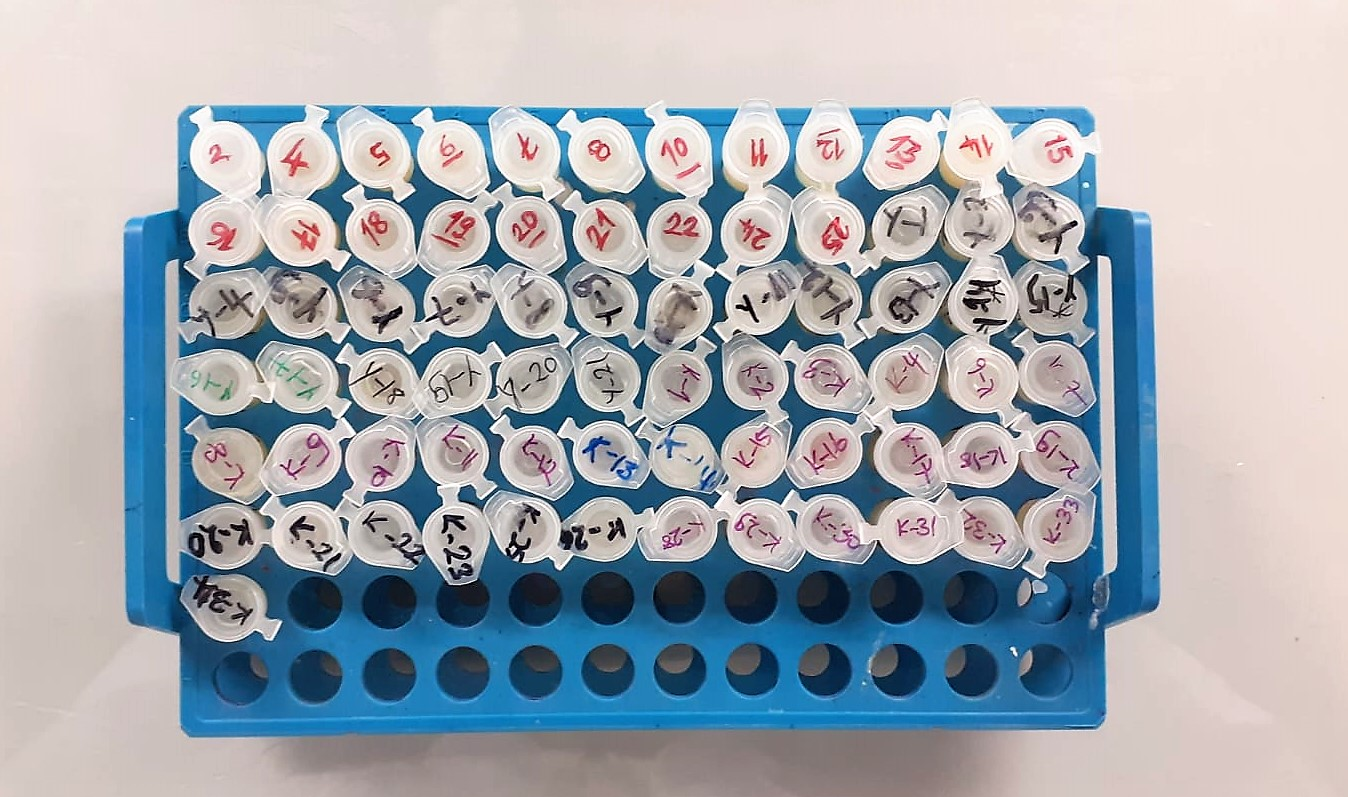 2 4 5 6 7 8 10 11 12 13 14 15
16 17 18 19 20 21 22 24 25 Y-1 Y-2 Y-3
Y-4 Y-5 Y-6 Y-7 Y-8 Y-9 Y-11 Y-12 Y-13 Y-14 Y-15
Y-16 Y-17 Y-18 Y-19 Y-20 Y-21 K-1 K-2 K-3 K-4 K-6 K-7
K-8 K-9 K-10 K-11 K-12 K-13 K-14 K-15 K-16 K-17 K-18 K-19
K-20 K-21 K-22 K-23 K-25 K-26 K-28 K-29 K-30 K-31 K-32 K-33
K-34